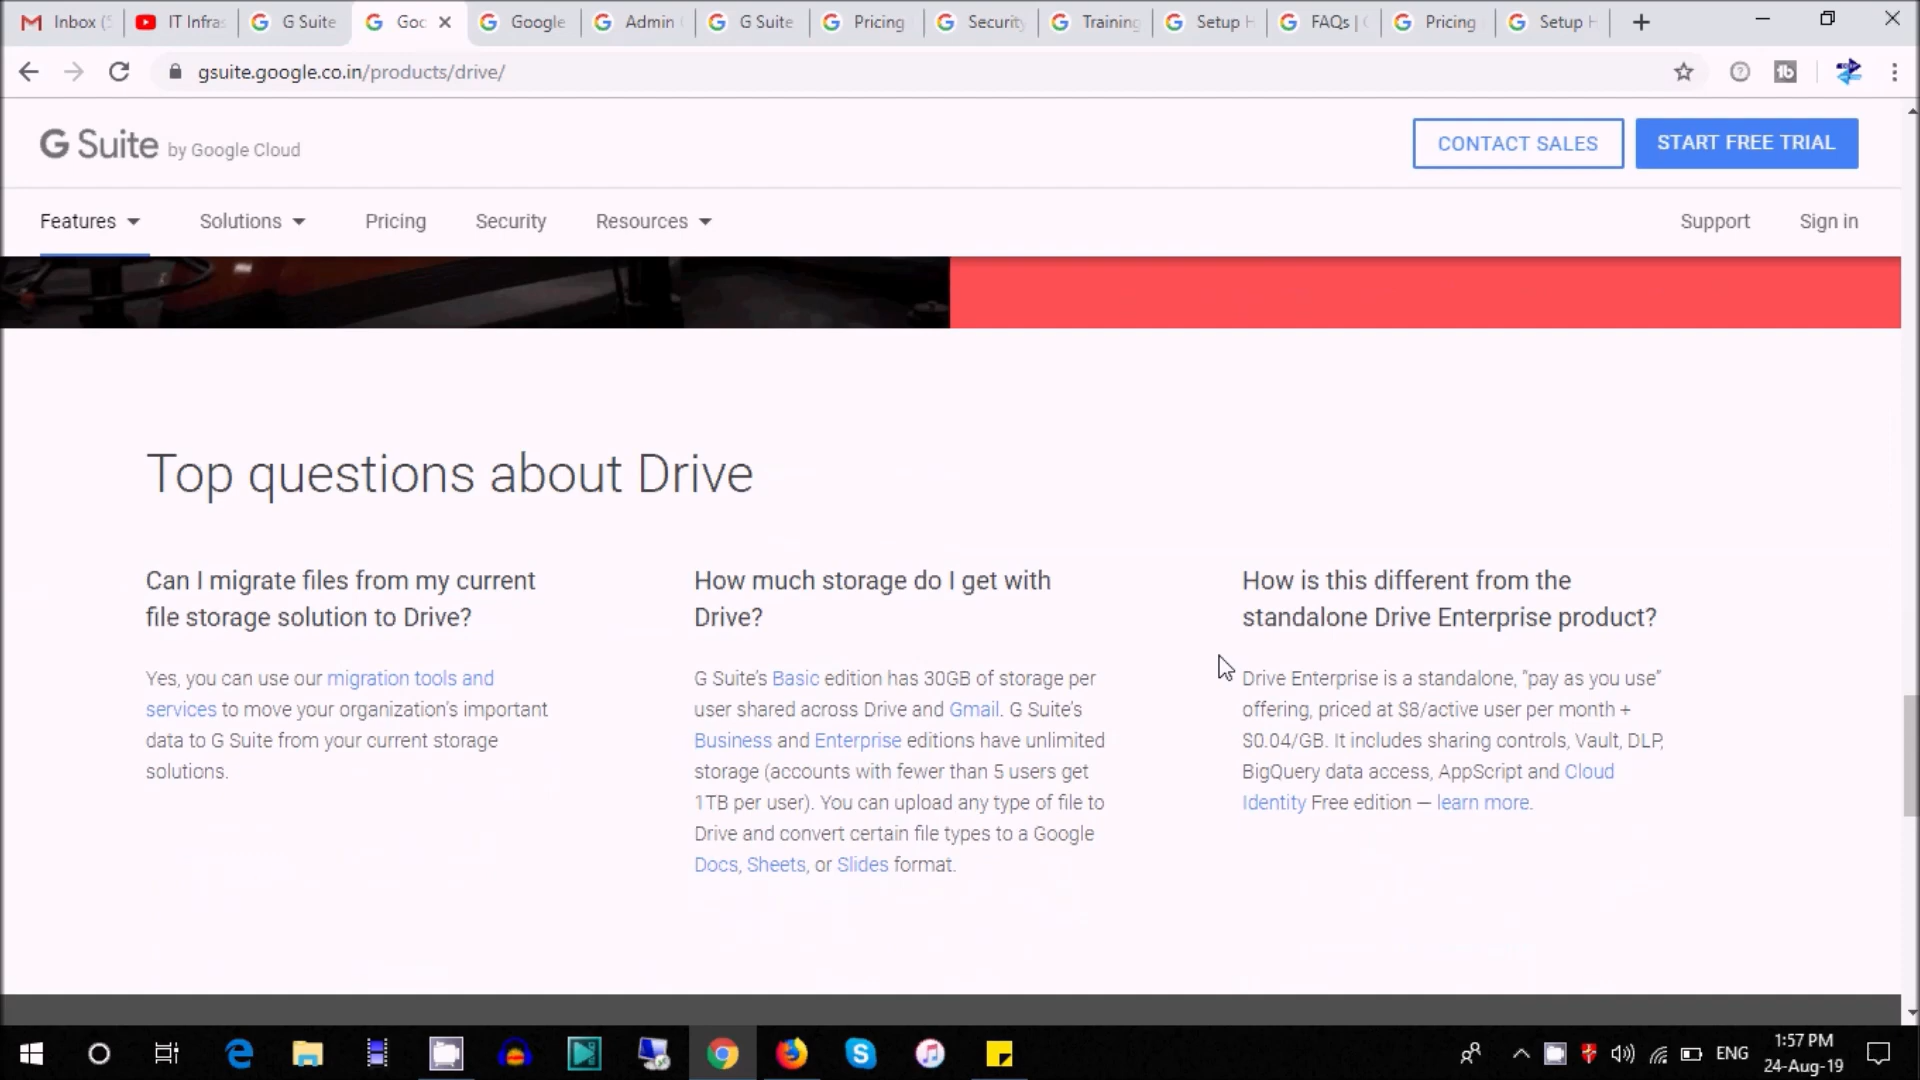 Inbox (
IT Infra
G Suite
Goo
Google
Admin
G Suite
Pricing
Security
Training
Setup H
FAQs |
Pricing
Setup H
gsuite.google.co.in/products/drive/
G Suite by Google Cloud
CONTACT SALES
START FREE TRIAL
Features
Solutions
Pricing
Security
Resources
Support
Sign in
Top questions about Drive
Can I migrate files from my current
file storage solution to Drive?
Yes, you can use our migration tools and
services to move your organization's important
data to G Suite from your current storage
solutions.
How much storage do I get with
Drive?
G Suite's Basic edition has 30GB of storage per
user shared across Drive and Gmail. G Suite's
Business and Enterprise editions have unlimited
storage (accounts with fewer than 5 users get
1TB per user). You can upload any type of file to
Drive and convert certain file types to a Google
Docs, Sheets, or Slides format.
How is this different from the
standalone Drive Enterprise product?
Drive Enterprise is a standalone, "pay as you use"
offering, priced at $8/active user per month +
$0.04/GB. It includes sharing controls, Vault, DLP,
BigQuery data access, AppScript and Cloud
Identity Free edition — learn more.
ENG
1:57 PM
24-Aug-19